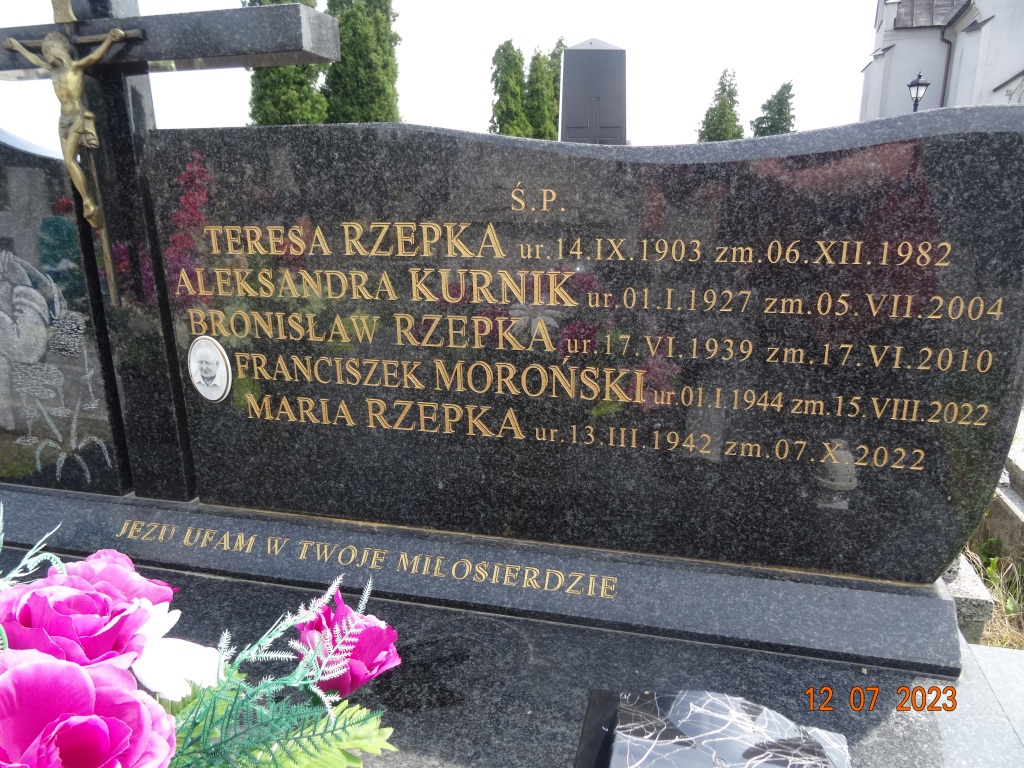 Ś.P.
TERESA RZEPKA ur.14.IX.1903 zm.06.XII.1982
ALEKSANDRA KURNIK ur.01.I.1927 zm.05.VII.2004
BRONISŁAW RZEPKA ur.17.VI.1939 zm.17.VI.2010
FRANCISZEK MOROŃSKI ur.01.I.1944 zm.15.VIII.2022
MARIA RZEPKA ur.13.III.1942 zm.07.X.2022
JEZU UFAM W TWOJE MIŁOSIERDZIE
12 07 2023